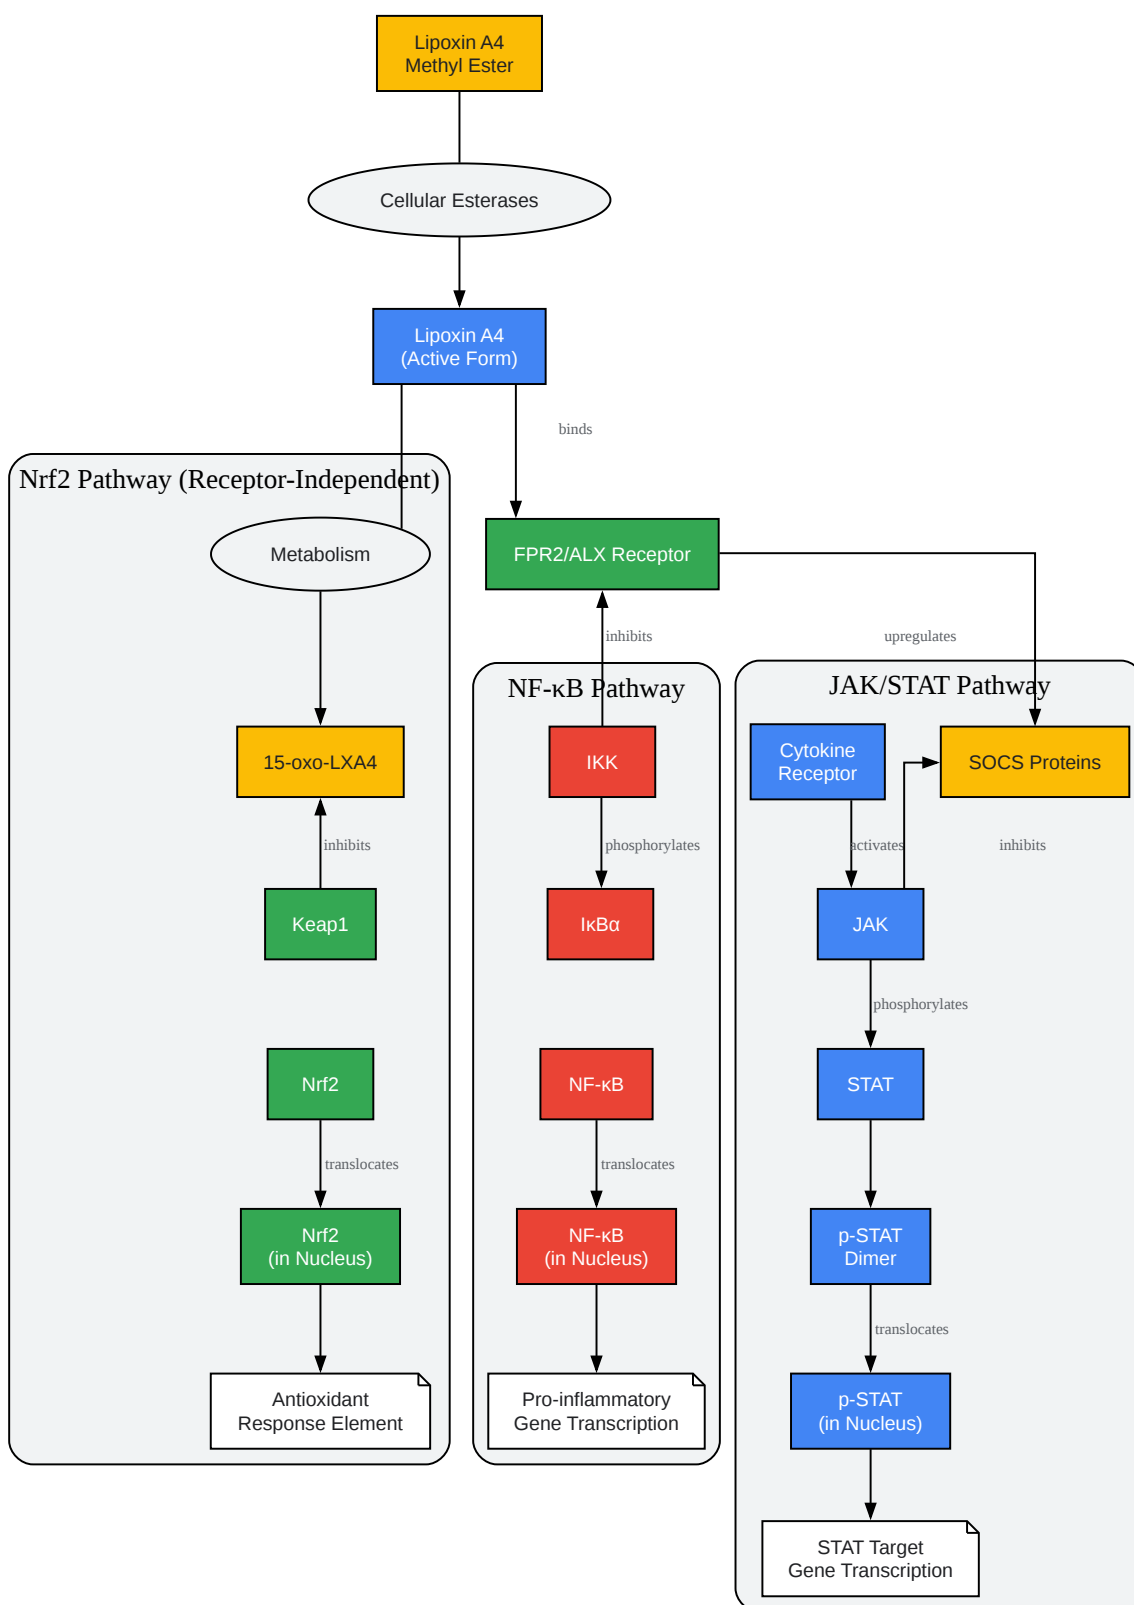 Lipoxin A4
Methyl Ester
Cellular Esterases
Lipoxin A4
(Active Form)
binds
Nrf2 Pathway (Receptor-Independent)
Metabolism
FPR2/ALX Receptor
inhibits
upregulates
NF-κB Pathway
JAK/STAT Pathway
15-oxo-LXA4
IKK
Cytokine
Receptor
SOCS Proteins
inhibits
phosphorylates
activates
inhibits
Keap1
IκBα
JAK
phosphorylates
Nrf2
NF-κB
STAT
translocates
translocates
Nrf2
(in Nucleus)
NF-κB
(in Nucleus)
p-STAT
Dimer
translocates
Antioxidant
Response Element
Pro-inflammatory
Gene Transcription
p-STAT
(in Nucleus)
STAT Target
Gene Transcription